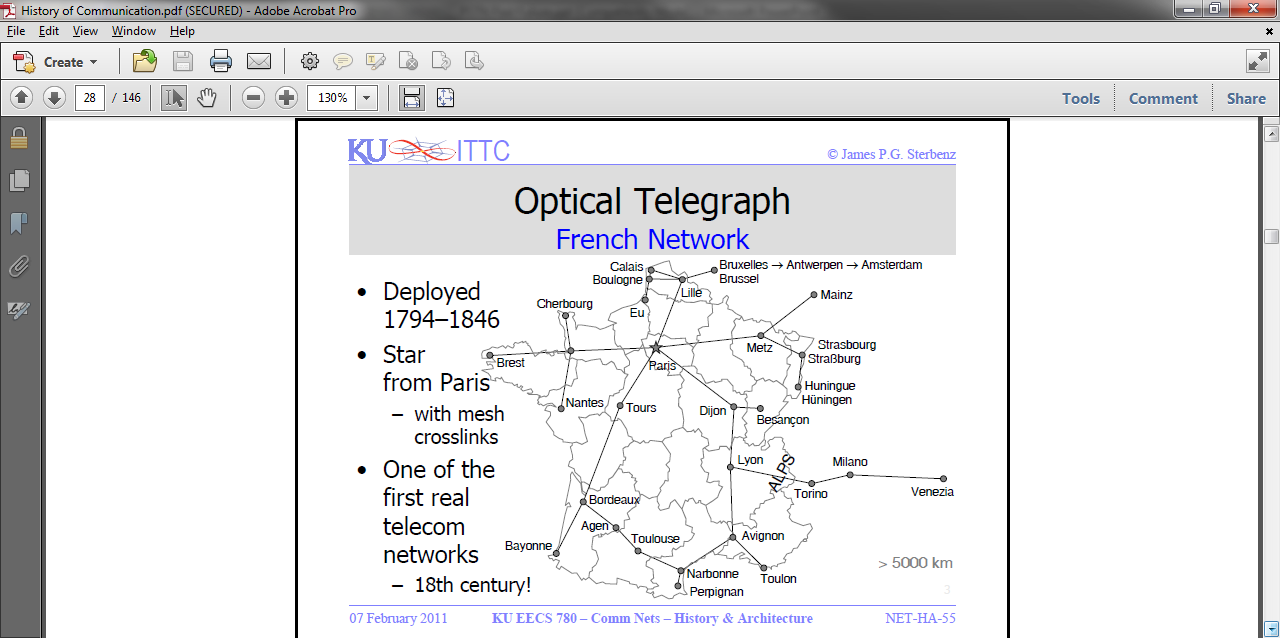 History of Communication.pdf (SECURED) - Adobe Acrobat Pro
File Edit View Window Help
Create
28 / 146 130% Tools Comment Share
KU ITTC © James P.G. Sterbenz
Optical Telegraph
French Network
• Deployed
1794–1846
• Star
from Paris
– with mesh
crosslinks
• One of the
first real
telecom
networks
– 18th century!
Calais
Boulogne
Bruxelles → Antwerpen → Amsterdam
Brussel
Lille
Eu
Cherbourg
Mainz
Metz
Strasbourg
Straßburg
Brest
Paris
Huningue
Hüningen
Nantes
Tours
Dijon
Besançon
Lyon
ALPS
Milano
Torino
Venezia
Bordeaux
Agen
Toulouse
Avignon
Bayonne
Narbonne
Toulon
Perpignan
> 5000 km
3
07 February 2011 KU EECS 780 – Comm Nets – History & Architecture NET-HA-55